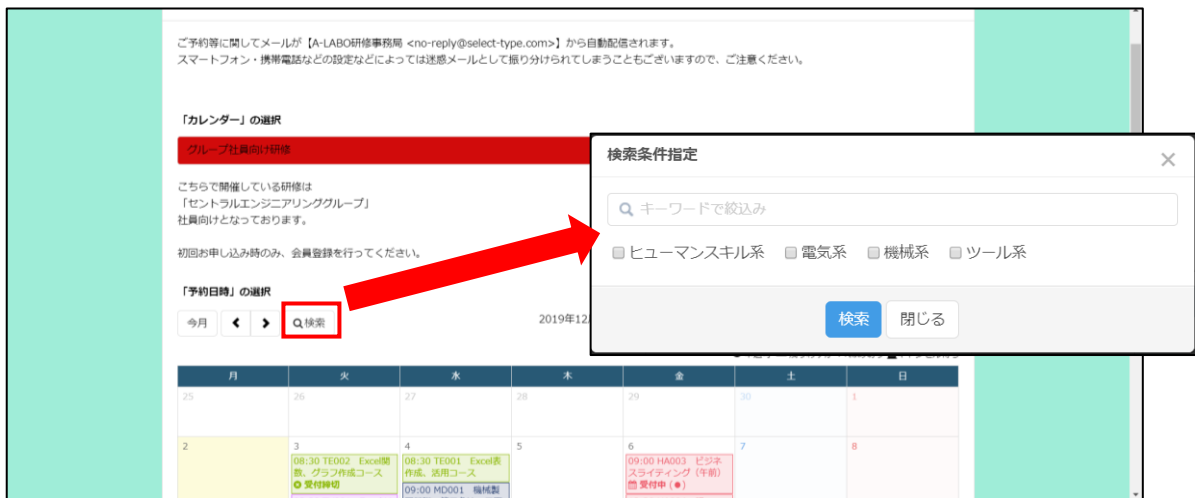 ご予約等に関してメールが【A-LABO研修事務局 <no-reply@select-type.com>】から自動配信されます。
スマートフォン・携帯電話などの設定などによっては迷惑メールとして振り分けられてしまうこともございますので、ご注意ください。
「カレンダー」の選択
グループ社員向け研修
こちらで開催している研修は
「セントラルエンジニアリンググループ」
社員向けとなっております。
初回お申し込み時のみ、会員登録を行ってください。
「予約日時」の選択
今月 検索
2019年12
検索条件指定
キーワードで絞込み
ヒューマンスキル系 電気系 機械系 ツール系
検索 閉じる
月 火 水 木 金 土 日
25 26 27 28 29 30 1
2 3 4 5 6 7 8
08:30 TE002 Excel関
数、グラフ作成コース
受付締切
08:30 TE001 Excel表
作成、活用コース
09:00 MD001 機械製
09:00 HA003 ビジネ
スライティング(午前)
受付中 (●)